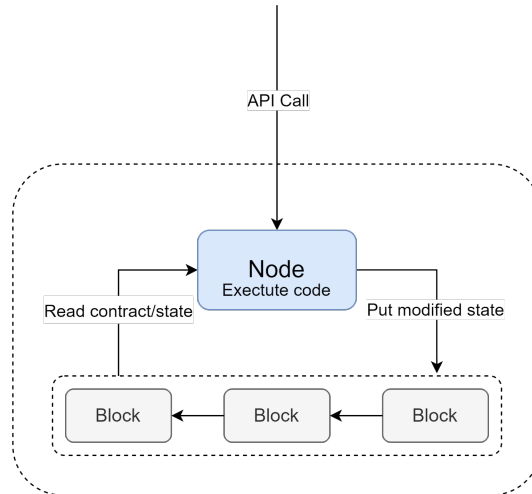 API Call
Node
Exectute code
Read contract/state
Put modified state
Block
Block
Block